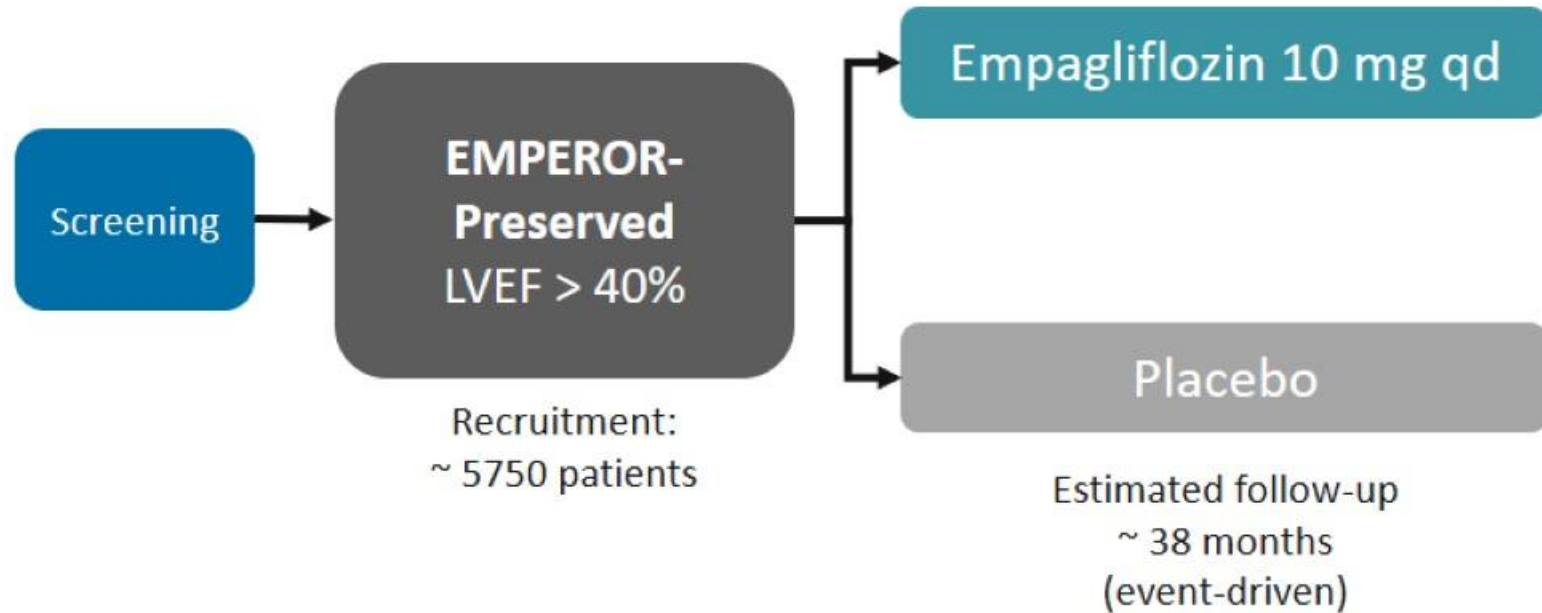 Screening
EMPEROR-
Preserved
LVEF > 40%
Recruitment:
~ 5750 patients
Empagliflozin 10 mg qd
Placebo
Estimated follow-up
~ 38 months
(event-driven)